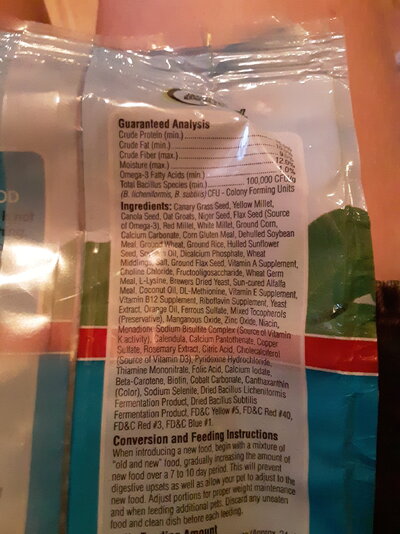 Guaranteed Analysis
Crude Protein (min.)
Crude Fat (min.)
Crude Fiber (max.)
Moisture (max.) 12.0%
Omega-3 Fatty Acids (min.) 1.0%
Total Bacillus Species (min.) 100,000 CFU/g
(B. licheniformis, B. subtilis) CFU - Colony Forming Units
Ingredients: Canary Grass Seed, Yellow Millet,
Canola Seed, Oat Groats, Niger Seed, Flax Seed (Source
of Omega-3), Red Millet, White Millet, Ground Corn,
Calcium Carbonate, Corn Gluten Meal, Dehulled Soybean
Meal, Ground Wheat, Ground Rice, Hulled Sunflower
Seed, Soybean Oil, Dicalcium Phosphate, Wheat
Middlings, Salt, Ground Flax Seed, Vitamin A Supplement,
Choline Chloride, Fructooligosaccharide, Wheat Germ
Meal, L-Lysine, Brewers Dried Yeast, Sun-cured Alfalfa
Meal, Coconut Oil, DL-Methionine, Vitamin E Supplement,
Vitamin B12 Supplement, Riboflavin Supplement, Yeast
Extract, Orange Oil, Ferrous Sulfate, Mixed Tocopherols
(Preservative), Manganous Oxide, Zinc Oxide, Niacin,
Menadione Sodium Bisulfite Complex (Source of Vitamin
K activity), Calendula, Calcium Pantothenate, Copper
Sulfate, Rosemary Extract, Citric Acid, Cholecalciferol
(Source of Vitamin D3), Pyridoxine Hydrochloride,
Thiamine Mononitrate, Folic Acid, Calcium Iodate,
Beta-Carotene, Biotin, Cobalt Carbonate, Canthaxanthin
(Color), Sodium Selenite, Dried Bacillus Licheniformis
Fermentation Product, Dried Bacillus Subtilis
Fermentation Product, FD&C Yellow #5, FD&C Red #40,
FD&C Red #3, FD&C Blue #1.
Conversion and Feeding Instructions
When introducing a new food, begin with a mixture of
"old and new" food, gradually increasing the amount of
new food over a 7 to 10 day period. This will prevent
digestive upsets as well as allow your pet to adjust to the
new food. Adjust portions for proper weight maintenance
and when feeding additional pets. Discard any uneaten
food and clean dish before each feeding.
Feeding Amount